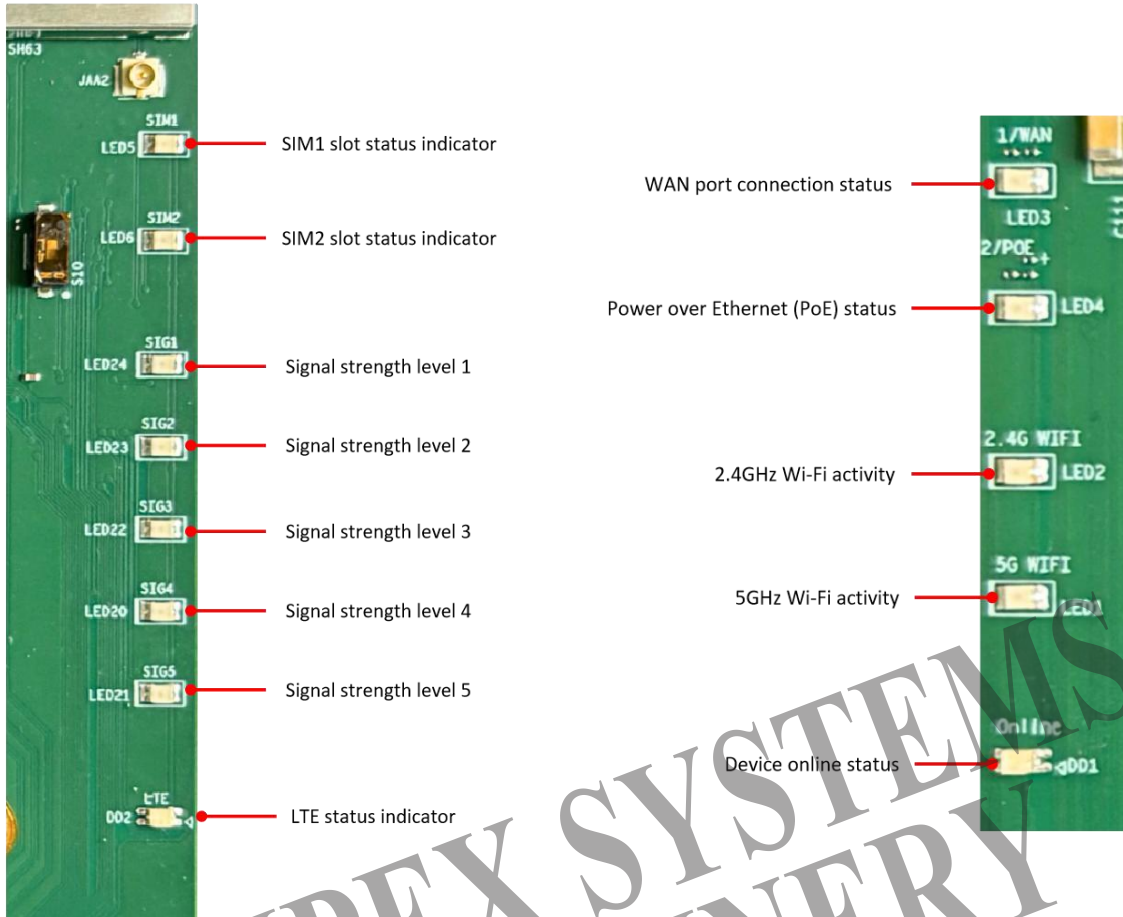 SH63
JAA2
SIM1
LED5
SIM1 slot status indicator
SIM2
LED6
SIM2 slot status indicator
S10
SIG1
LED24
Signal strength level 1
SIG2
LED23
Signal strength level 2
SIG3
LED22
Signal strength level 3
SIG4
LED20
Signal strength level 4
SIG5
LED21
Signal strength level 5
LTE
DD2
LTE status indicator
1/WAN
WAN port connection status
LED3
2/POE
Power over Ethernet (PoE) status
LED4
2.4G WIFI
2.4GHz Wi-Fi activity
LED2
5G WIFI
5GHz Wi-Fi activity
LED1
Online
Device online status
DD1
SYSTEMS